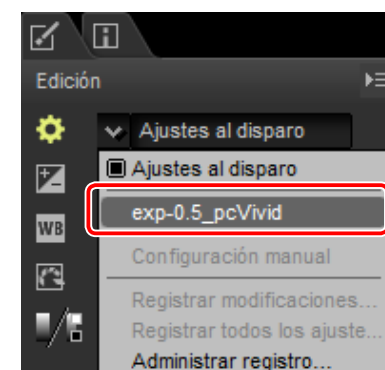 Edición
Ajustes al disparo
Ajustes al disparo
exp-0.5_pcVivid
WB
Configuración manual
Registrar modificaciones...
Registrar todos los ajuste...
Administrar registro...